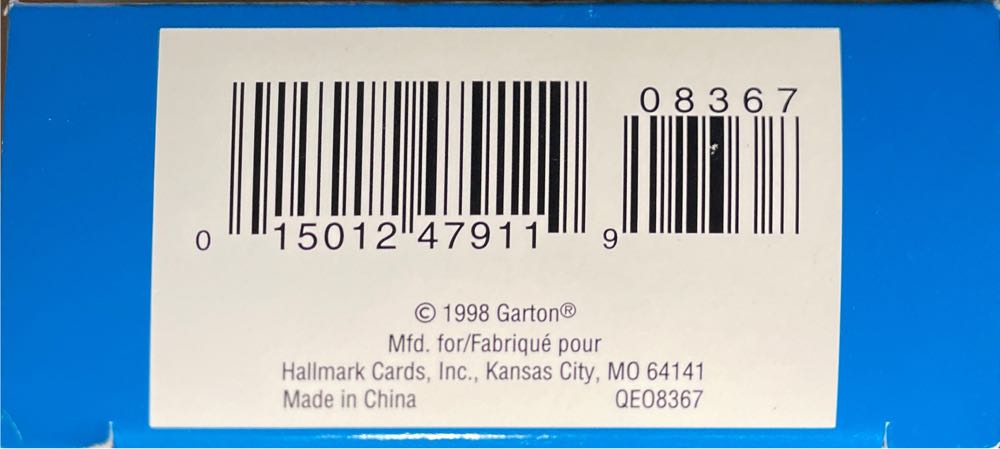 08367
0 15012 47911 9
© 1998 Garton®
Mfd. for/Fabriqué pour
Hallmark Cards, Inc., Kansas City, MO 64141
Made in China QEO8367